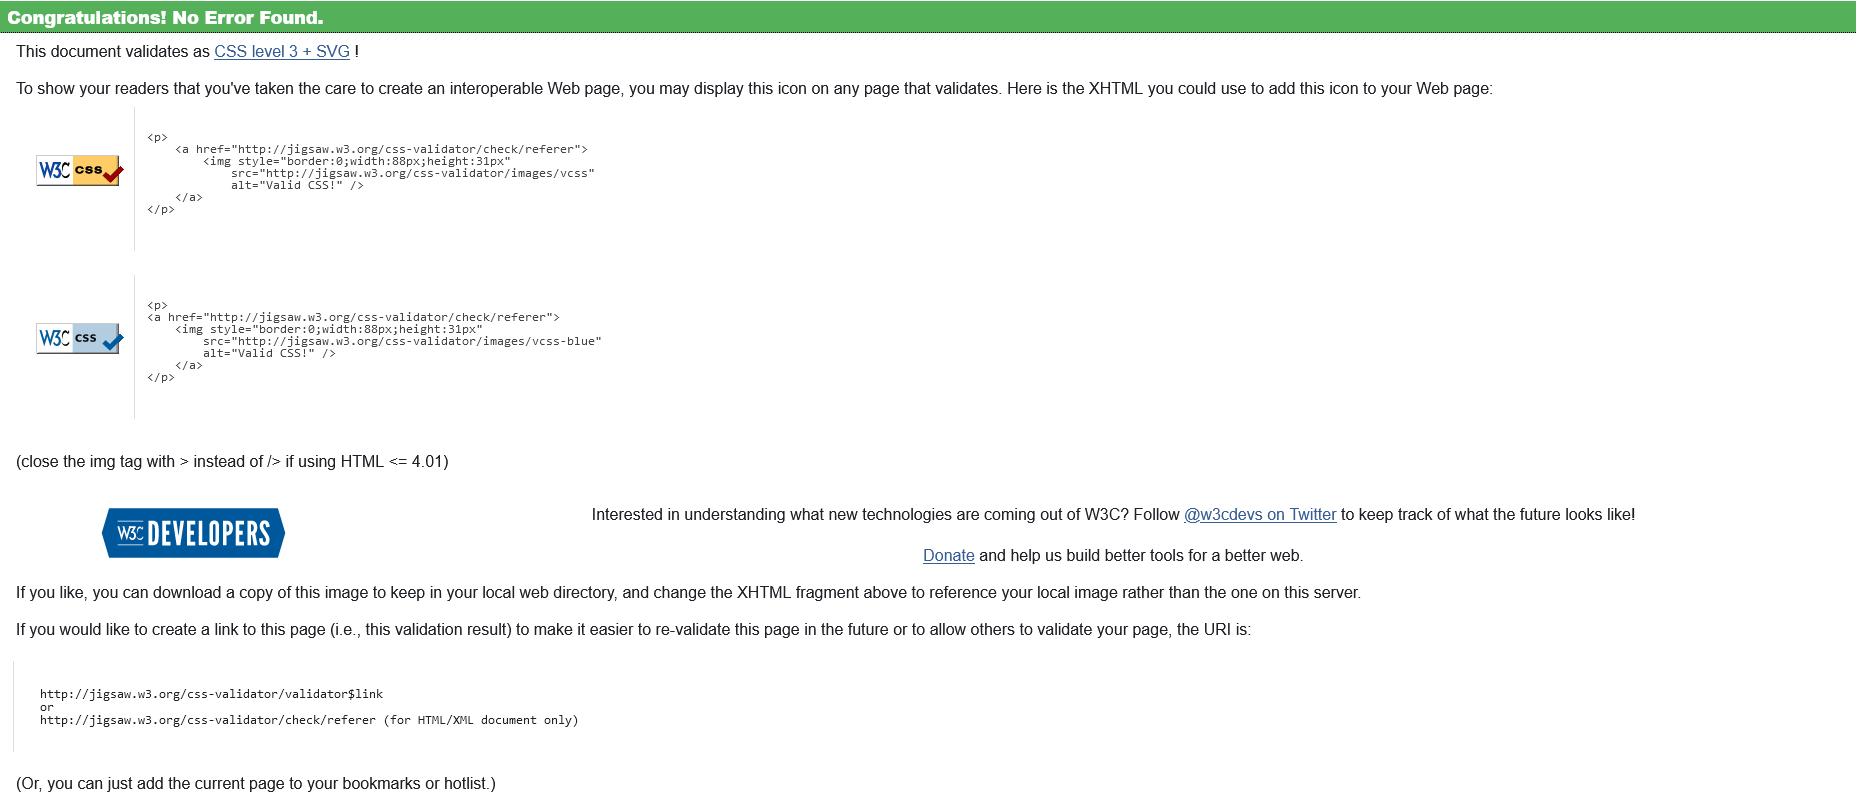 Congratulations! No Error Found.
This document validates as CSS level 3 + SVG !
To show your readers that you've taken the care to create an interoperable Web page, you may display this icon on any page that validates. Here is the XHTML you could use to add this icon to your Web page:
W3C css
<p>
<a href="http://jigsaw.w3.org/css-validator/check/referer">
<img style="border:0;width:88px;height:31px"
src="http://jigsaw.w3.org/css-validator/images/vcss"
alt="Valid CSS!" />
</a>
</p>
W3C css
<p>
<a href="http://jigsaw.w3.org/css-validator/check/referer">
<img style="border:0;width:88px;height:31px"
src="http://jigsaw.w3.org/css-validator/images/vcss-blue"
alt="Valid CSS!" />
</a>
</p>
(close the img tag with > instead of /> if using HTML <= 4.01)
W3C DEVELOPERS
Interested in understanding what new technologies are coming out of W3C? Follow @w3cdevs on Twitter to keep track of what the future looks like!
Donate and help us build better tools for a better web.
If you like, you can download a copy of this image to keep in your local web directory, and change the XHTML fragment above to reference your local image rather than the one on this server.
If you would like to create a link to this page (i.e., this validation result) to make it easier to re-validate this page in the future or to allow others to validate your page, the URI is:
http://jigsaw.w3.org/css-validator/validator$link
or
http://jigsaw.w3.org/css-validator/check/referer (for HTML/XML document only)
(Or, you can just add the current page to your bookmarks or hotlist.)